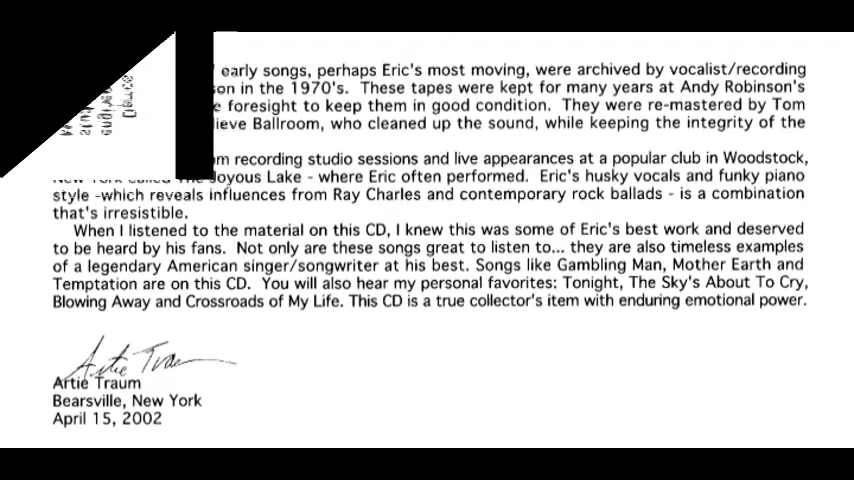 early songs, perhaps Eric's most moving, were archived by vocalist/recording
son in the 1970's. These tapes were kept for many years at Andy Robinson's
foresight to keep them in good condition. They were re-mastered by Tom
lieve Ballroom, who cleaned up the sound, while keeping the integrity of the
om recording studio sessions and live appearances at a popular club in Woodstock,
New York called The Joyous Lake - where Eric often performed. Eric's husky vocals and funky piano
style -which reveals influences from Ray Charles and contemporary rock ballads - is a combination
that's irresistible.
When I listened to the material on this CD, I knew this was some of Eric's best work and deserved
to be heard by his fans. Not only are these songs great to listen to... they are also timeless examples
of a legendary American singer/songwriter at his best. Songs like Gambling Man, Mother Earth and
Temptation are on this CD. You will also hear my personal favorites: Tonight, The Sky's About To Cry,
Blowing Away and Crossroads of My Life. This CD is a true collector's item with enduring emotional power.
Artie Traum
Artie Traum
Bearsville, New York
April 15, 2002